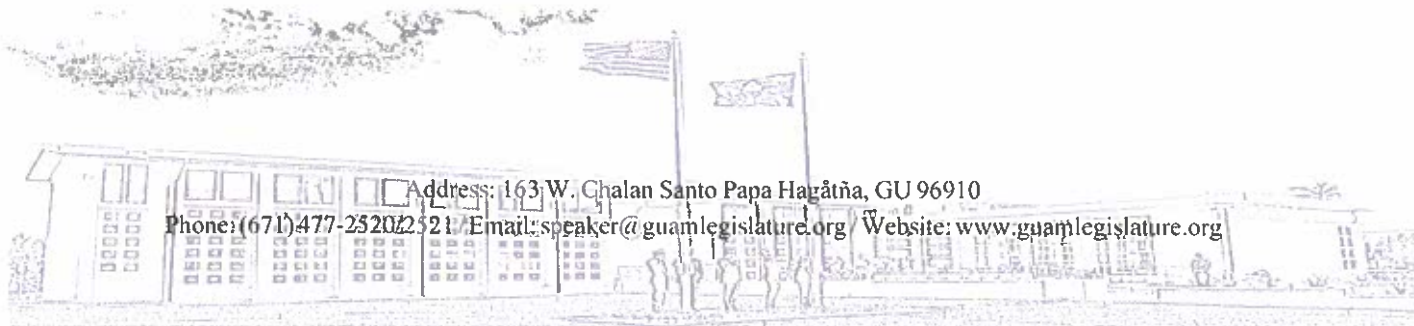 Address: 163 W. Chalan Santo Papa Hagåtña, GU 96910
Phone: (671) 477-2520/2521 / Email: speaker@guamlegislature.org / Website: www.guamlegislature.org